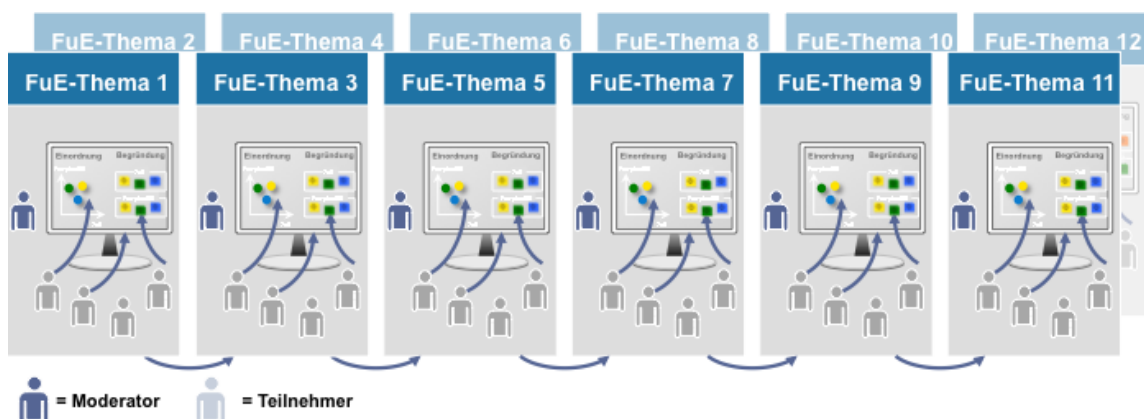 FuE-Thema 2 FuE-Thema 4 FuE-Thema 6 FuE-Thema 8 FuE-Thema 10 FuE-Thema 12
FuE-Thema 1 FuE-Thema 3 FuE-Thema 5 FuE-Thema 7 FuE-Thema 9 FuE-Thema 11
Einordnung Begründung Einordnung Begründung Einordnung Begründung Einordnung Begründung Einordnung Begründung Einordnung Begründung
= Moderator = Teilnehmer